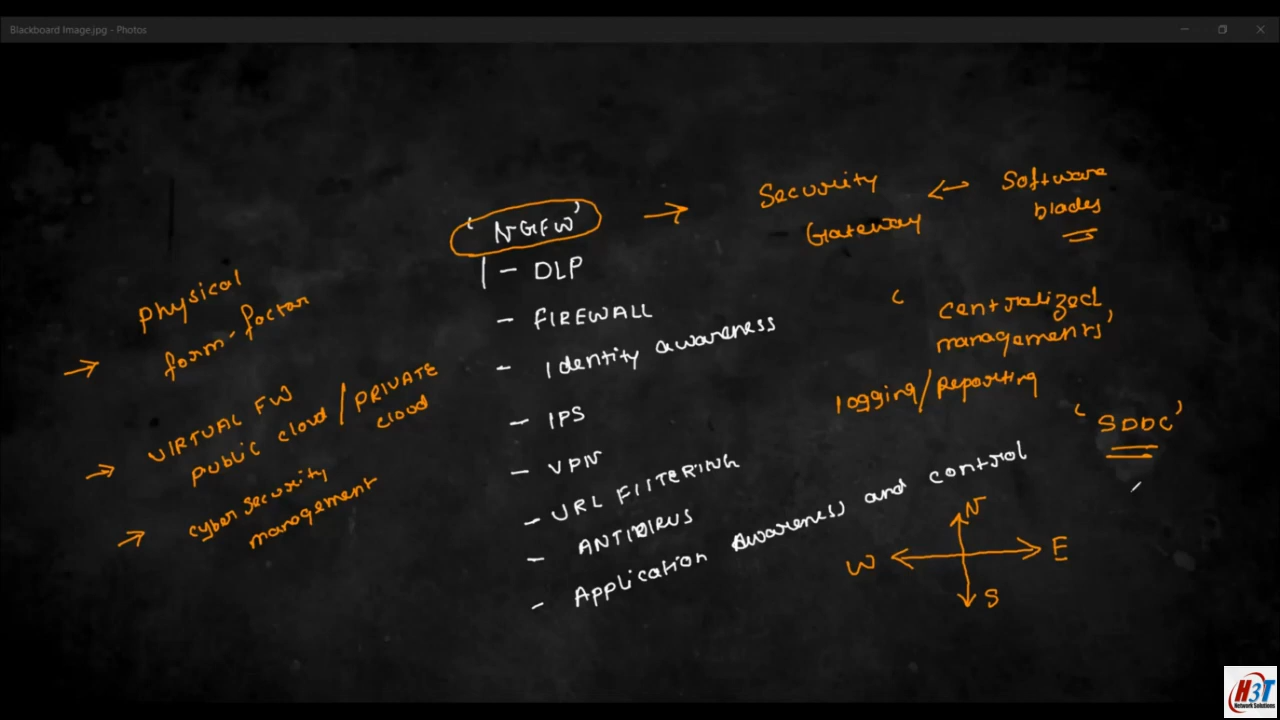 Blackboard Image.jpg - Photos
'NGFW' → Security Gateway ← Software blades
- DLP
- FIREWALL
- Identity awareness
- IPS
- VPN
- URL FIlTERING
- ANTIVIRUS
- Application Awareness and control
→ Physical
form-factor
→ VIRTUAL FW
PUBLIC cloud / PRIVATE
cloud
→ cyber security
management
' centralized
managements'
logging/Reporting
'SDDC'
N
W E
S
H3T
Network Solutions